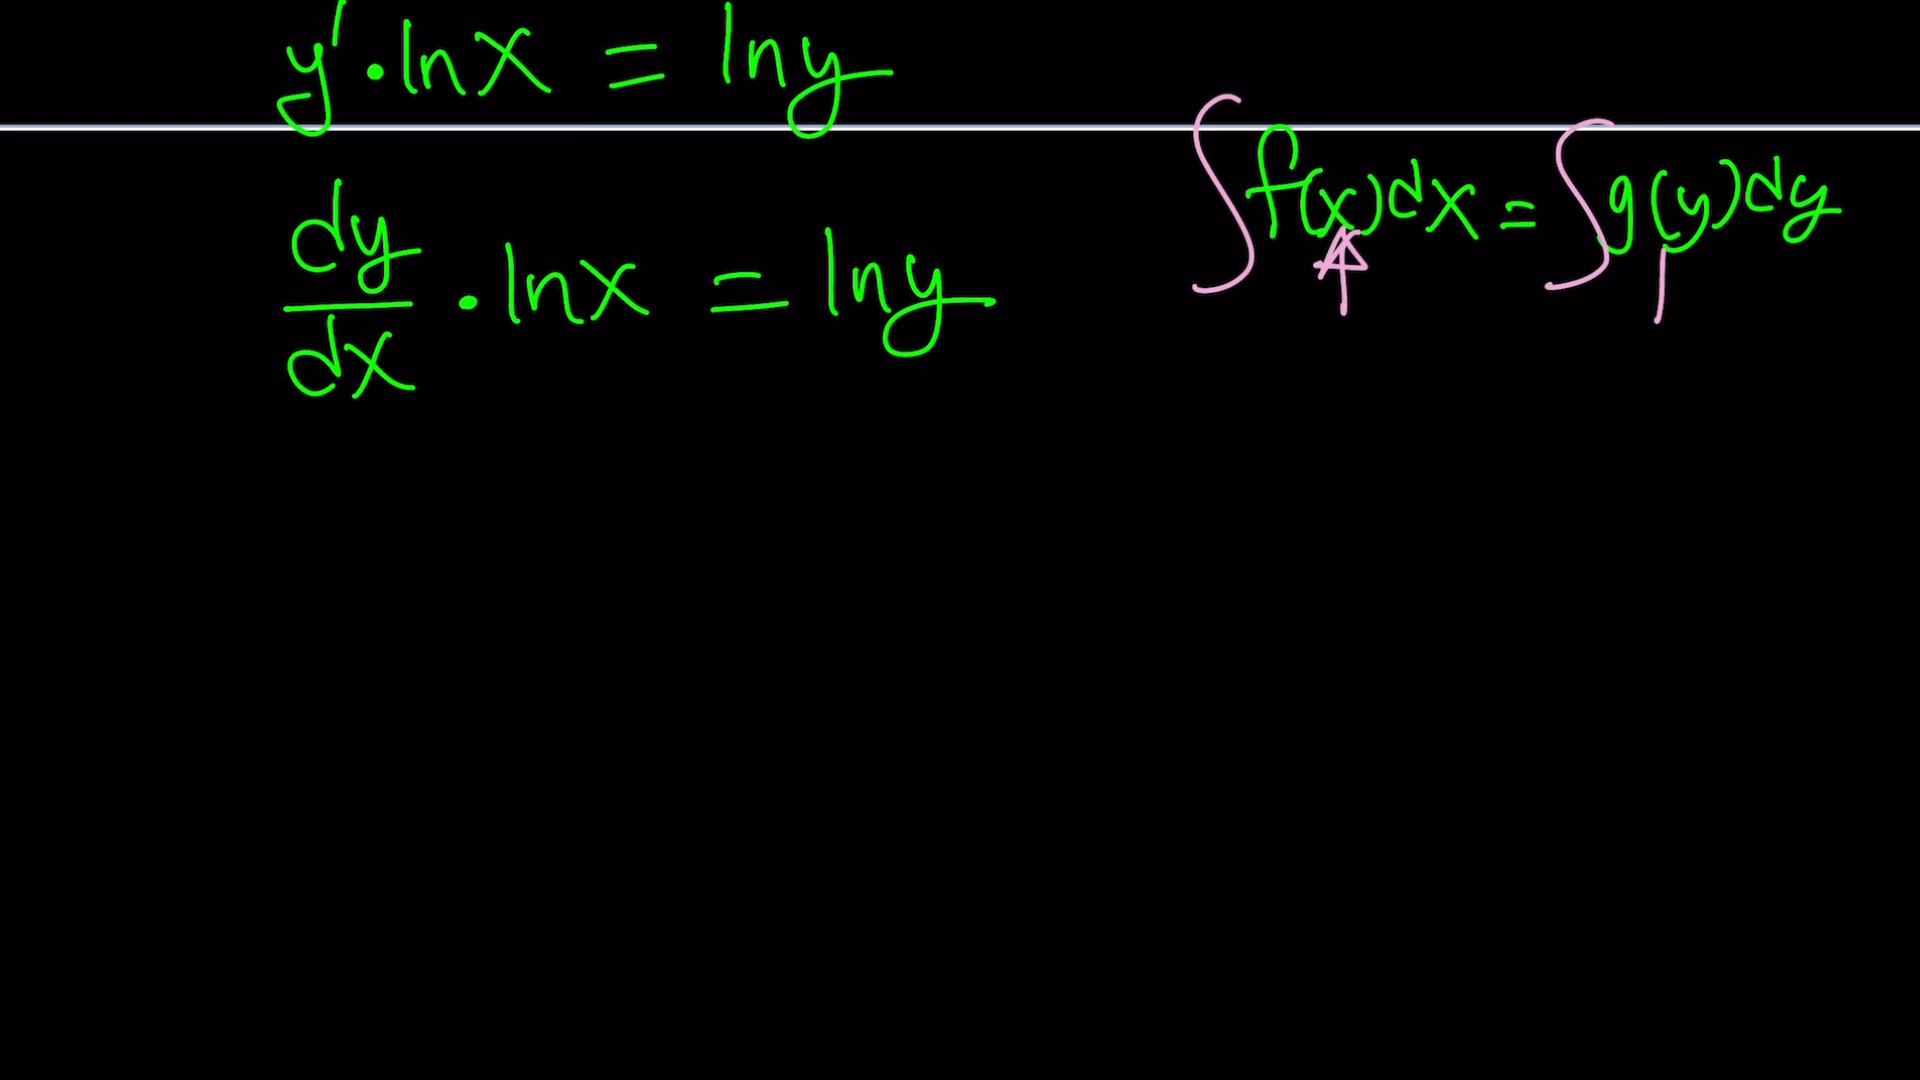 y' · lnx = lny
∫f(x)dx = ∫g(y)dy
dy/dx · lnx = lny